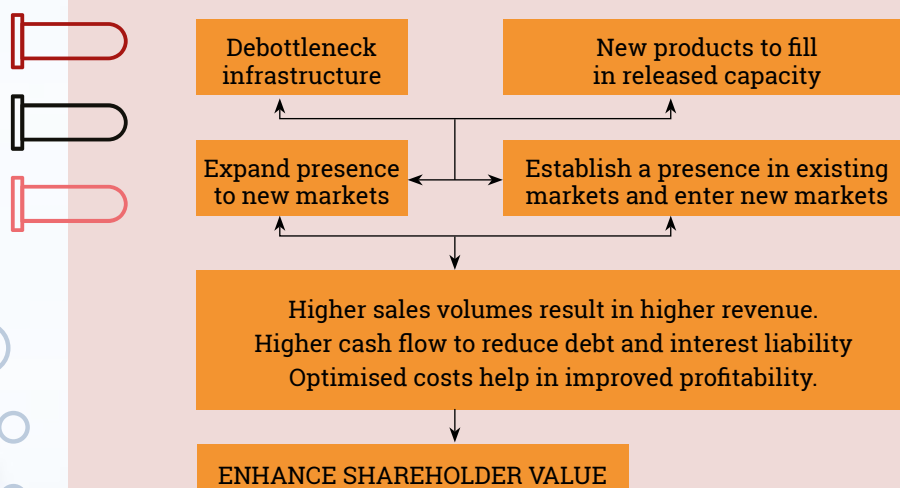 Debottleneck
infrastructure
New products to fill
in released capacity
Expand presence
to new markets
Establish a presence in existing
markets and enter new markets
Higher sales volumes result in higher revenue.
Higher cash flow to reduce debt and interest liability
Optimised costs help in improved profitability.
ENHANCE SHAREHOLDER VALUE